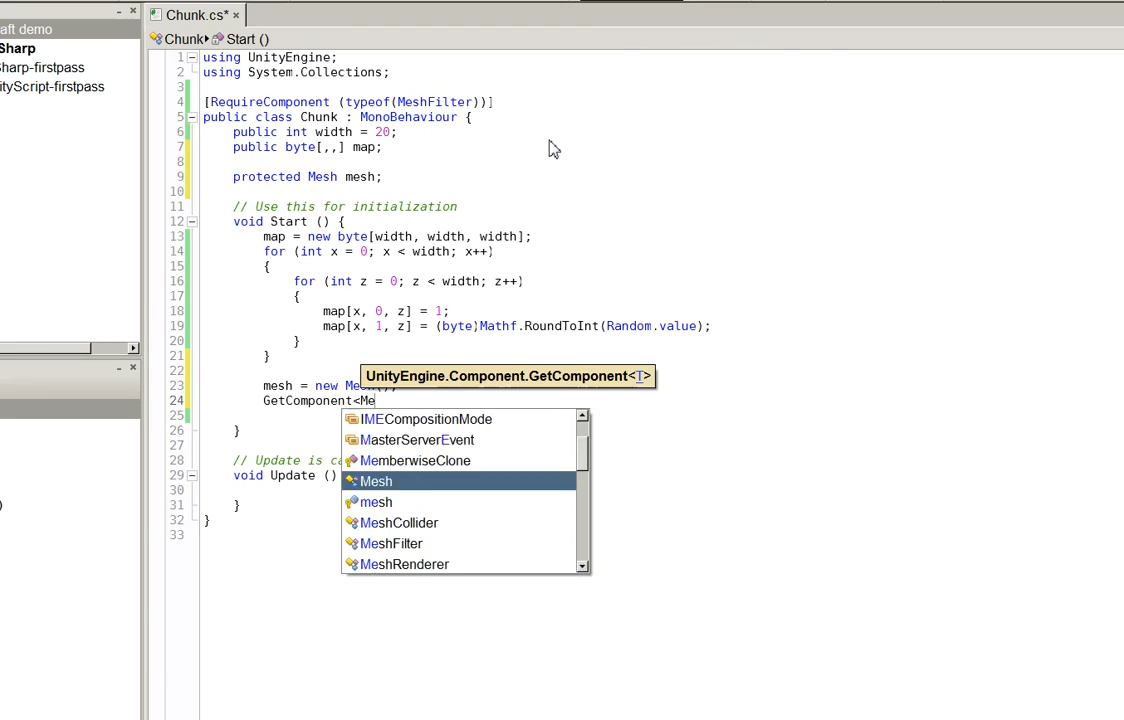 Chunk.cs*
aft demo
Chunk Start ()
Sharp
harp-firstpass
ityScript-firstpass
1 using UnityEngine;
2 using System.Collections;
3
4 [RequireComponent (typeof(MeshFilter))]
5 public class Chunk : MonoBehaviour {
6 public int width = 20;
7 public byte[,,] map;
8
9 protected Mesh mesh;
10
11 // Use this for initialization
12 void Start () {
13 map = new byte[width, width, width];
14 for (int x = 0; x < width; x++)
15 {
16 for (int z = 0; z < width; z++)
17 {
18 map[x, 0, z] = 1;
19 map[x, 1, z] = (byte)Mathf.RoundToInt(Random.value);
20 }
21 }
22
UnityEngine.Component.GetComponent<T>
23 mesh = new Mesh();
24 GetComponent<Me
25
26 }
27
28 // Update is ca
29 void Update ()
30
31 }
32 }
33
IMECompositionMode
MasterServerEvent
MemberwiseClone
Mesh
mesh
MeshCollider
MeshFilter
MeshRenderer
)